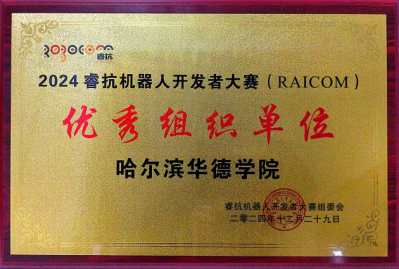 ROBOCOM
睿抗
2024 睿抗机器人开发者大赛（RAICOM）
优秀组织单位
哈尔滨华德学院
睿抗机器人开发者大赛组委会
二零二四年十二月二十九日